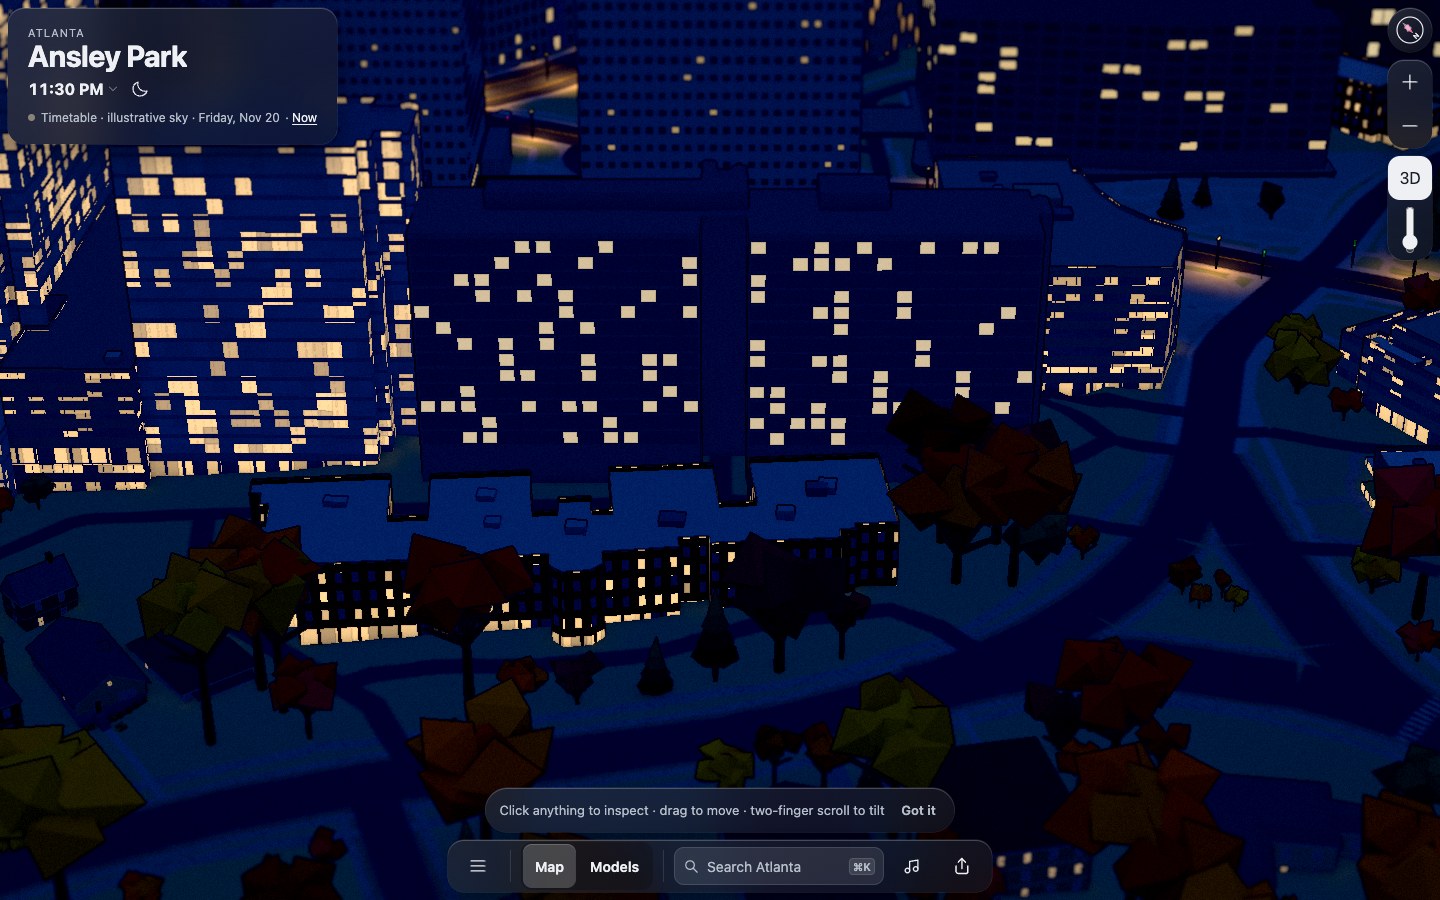 ATLANTA
Ansley Park
11:30 PM
Timetable · illustrative sky · Friday, Nov 20 · Now
N
3D
Click anything to inspect · drag to move · two-finger scroll to tilt Got it
Map Models Search Atlanta ⌘K